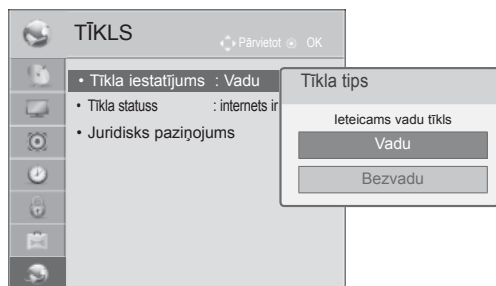 TĪKLS
Pārvietot OK
• Tīkla iestatījums : Vadu
• Tīkla statuss : internets ir
• Juridisks paziņojums
Tīkla tips
Ieteicams vadu tīkls
Vadu
Bezvadu